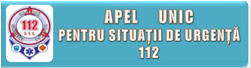 112
APEL UNIC
PENTRU SITUAȚII DE URGENȚĂ
112